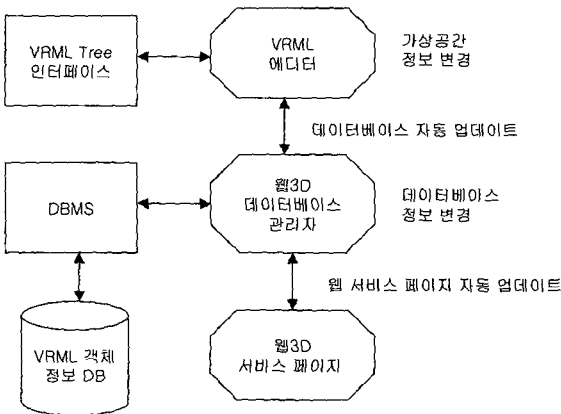 VRML Tree
인터페이스
VRML
에디터
가상공간
정보 변경
데이터베이스 자동 업데이트
DBMS
웹3D
데이터베이스
관리자
데이터베이스
정보 변경
웹 서비스 페이지 자동 업데이트
VRML 객체
정보 DB
웹3D
서비스 페이지